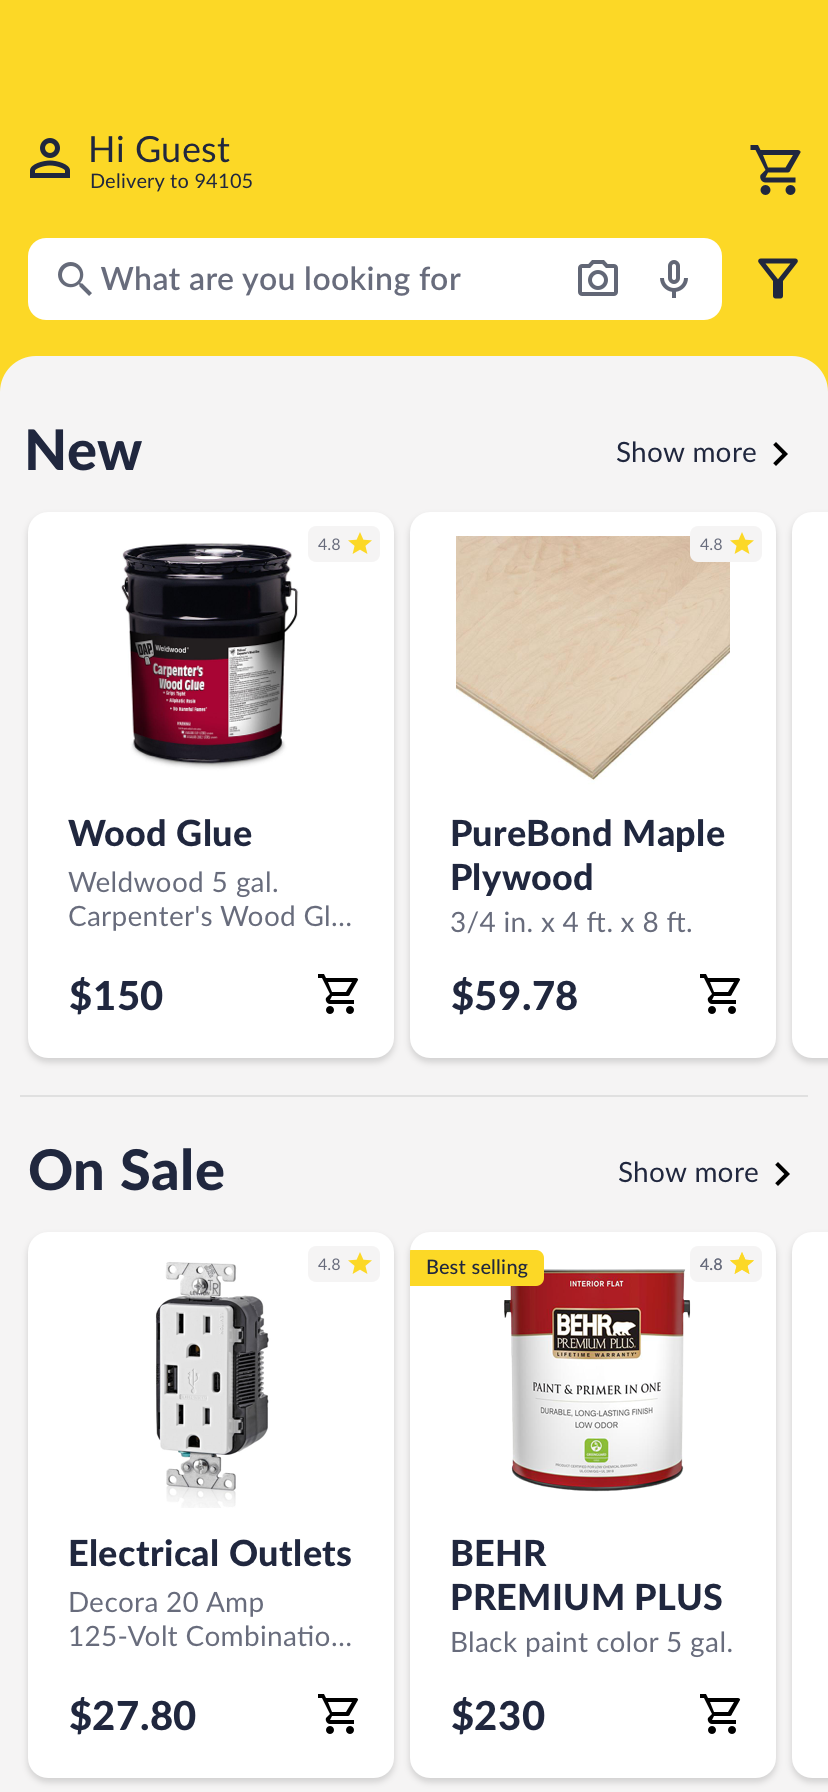 Hi Guest
Delivery to 94105
What are you looking for
New
Show more
4.8
4.8
DAP Weldwood
Carpenter's
Wood Glue
Wood Glue
Weldwood 5 gal.
Carpenter's Wood Gl...
$150
PureBond Maple
Plywood
3/4 in. x 4 ft. x 8 ft.
$59.78
On Sale
Show more
4.8
Electrical Outlets
Decora 20 Amp
125-Volt Combinatio...
$27.80
Best selling
4.8
INTERIOR FLAT
BEHR
PREMIUM PLUS
LIFETIME WARRANTY
PAINT & PRIMER IN ONE
DURABLE, LONG-LASTING FINISH
LOW ODOR
BEHR
PREMIUM PLUS
Black paint color 5 gal.
$230